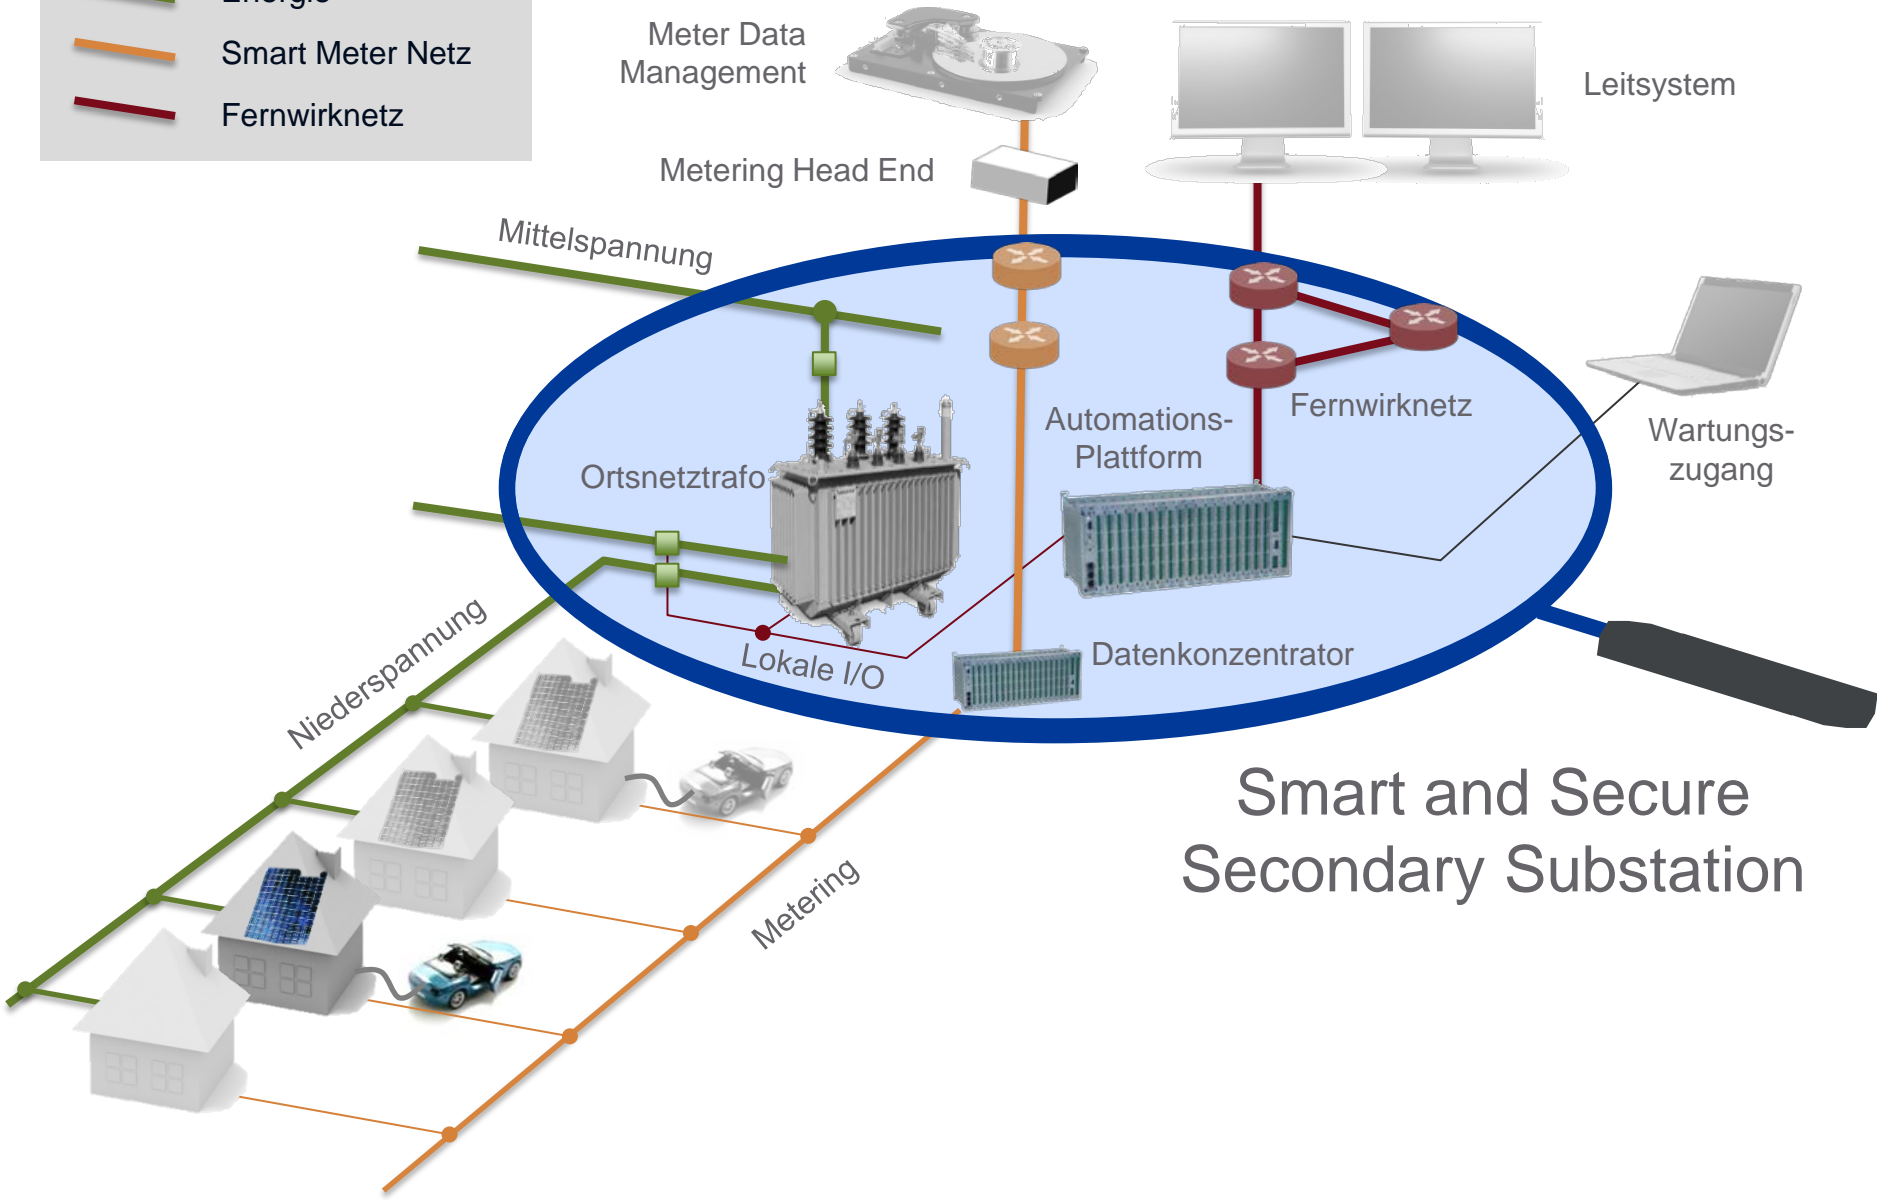 Energie
Smart Meter Netz
Fernwirknetz
Meter Data
Management
Leitsystem
Metering Head End
Mittelspannung
Automations-
Plattform
Fernwirknetz
Wartungs-
zugang
Ortsnetztrafo
Niederspannung
Lokale I/O
Datenkonzentrator
Metering
Smart and Secure
Secondary Substation